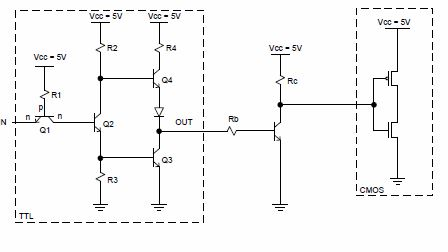 Vcc = 5V
Vcc = 5V
Vcc = 5V
Vcc = 5V
Vcc = 5V
R2
R4
R1
Rc
Q4
p
n
n
N
Q1
Q2
OUT
Rb
Q3
R3
TTL
CMOS